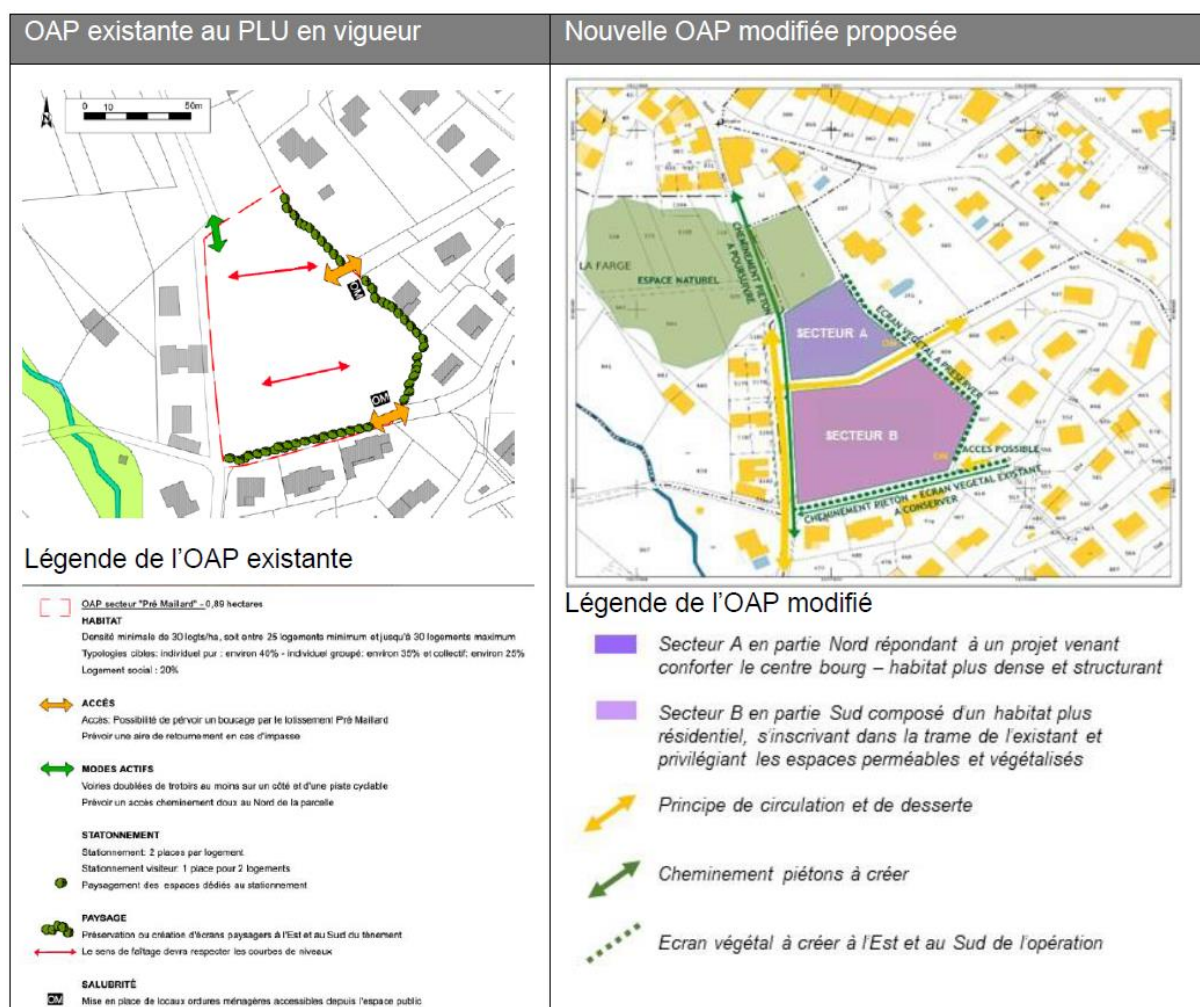 OAP existante au PLU en vigueur
Nouvelle OAP modifiée proposée
0 10 50m
N
OM
OM
Légende de l'OAP existante
OAP secteur "Pré Maillard" - 0,89 hectares
HABITAT
Densité minimale de 30 logts/ha, soit entre 25 logements minimum et jusqu'à 30 logements maximum
Typologies cibles: individuel pur : environ 40% - individuel groupé: environ 35% et collectif: environ 25%
Logement social : 20%
ACCÈS
Accès: Possibilité de pérvoir un boucage par le lotissement Pré Maillard
Prévoir une aire de retournement en cas d'impasse
MODES ACTIFS
Voiries doublées de trotoirs au moins sur un côté et d'une piste cyclable
Prévoir un accès cheminement doux au Nord de la parcelle
STATONNEMENT
Stationnement: 2 places par logement
Stationnement visiteur: 1 place pour 2 logements
Paysagement des espaces dédiés au stationnement
PAYSAGE
Préservation ou création d'écrans paysagers à l'Est et au Sud du tènement
Le sens de faîtage devra respecter les courbes de niveaux
SALUBRITÉ
OM
Mise en place de locaux ordures ménagères accessibles depuis l'espace public
LA FARGE
ESPACE NATUREL
CHEMINEMENT PIETON
A POURSUIVRE
SECTEUR A
OM
ECRAN VEGETAL A PRESERVER
SECTEUR B
OM
ACCES POSSIBLE
CHEMINEMENT PIETON + ECRAN VEGETAL EXISTANT
A CONSERVER
Légende de l'OAP modifié
Secteur A en partie Nord répondant à un projet venant
conforter le centre bourg – habitat plus dense et structurant
Secteur B en partie Sud composé d'un habitat plus
résidentiel, s'inscrivant dans la trame de l'existant et
privilégiant les espaces perméables et végétalisés
Principe de circulation et de desserte
Cheminement piétons à créer
Ecran végétal à créer à l'Est et au Sud de l'opération